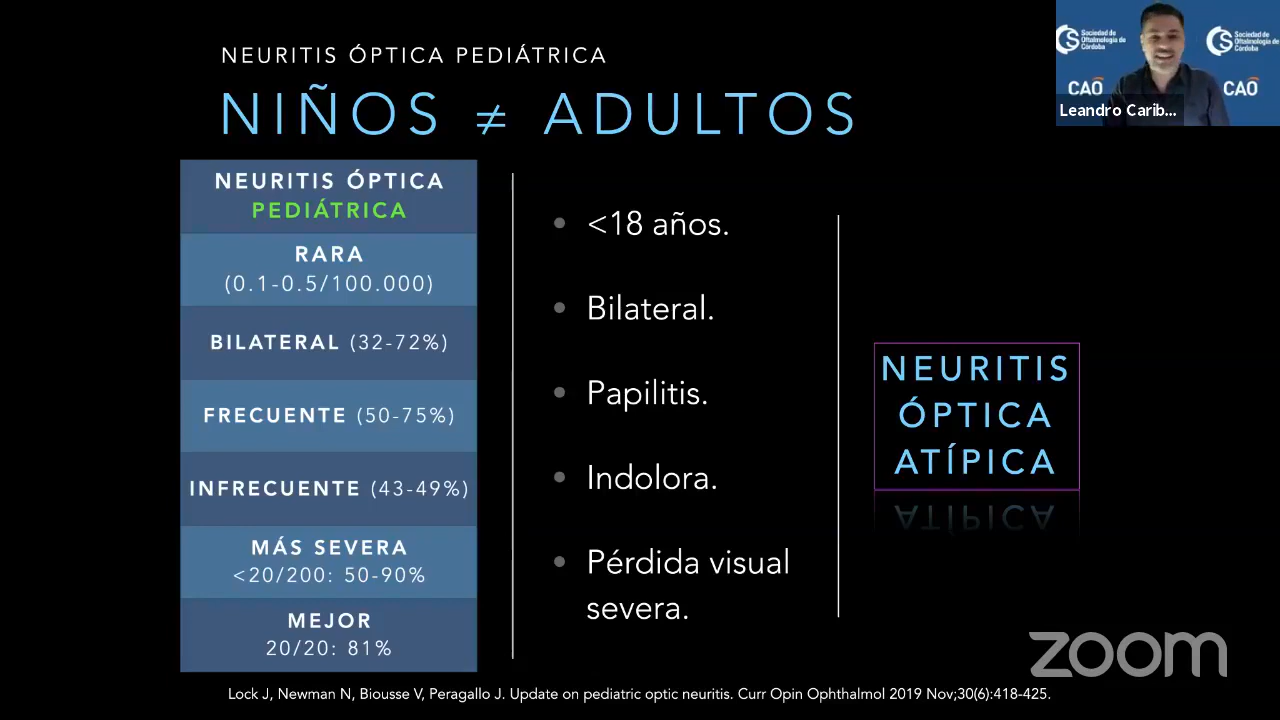 NEURITIS ÓPTICA PEDIÁTRICA
NIÑOS ≠ ADULTOS
NEURITIS ÓPTICA
PEDIÁTRICA
RARA
(0.1-0.5/100.000)
BILATERAL (32-72%)
FRECUENTE (50-75%)
INFRECUENTE (43-49%)
MÁS SEVERA
<20/200: 50-90%
MEJOR
20/20: 81%
• <18 años.
• Bilateral.
• Papilitis.
• Indolora.
• Pérdida visual
severa.
NEURITIS
ÓPTICA
ATÍPICA
Lock J, Newman N, Biousse V, Peragallo J. Update on pediatric optic neuritis. Curr Opin Ophthalmol 2019 Nov;30(6):418-425.
Sociedad de
Oftalmología de
Córdoba
Sociedad de
Oftalmología de
Córdoba
CAO
CAO
Leandro Carib...
zoom